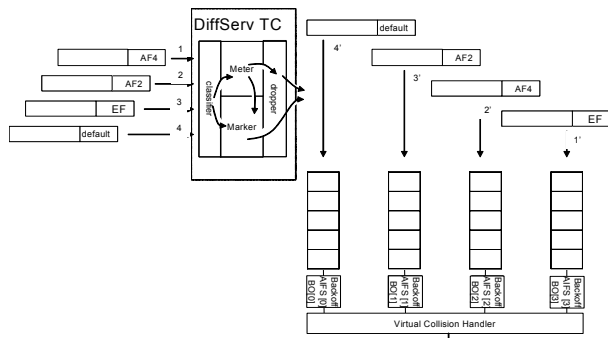 DiffServ TC
default
4'
1
AF4
AF2
Meter
2
AF2
3'
classifier
dropper
AF4
3
EF
2'
Marker
EF
4
default
1'
Backoff
AIFS [0]
BO[0]
Backoff
AIFS [1]
BO[1]
Backoff
AIFS [2]
BO[2]
Backoff
AIFS [3]
BO[3]
Virtual Collision Handler